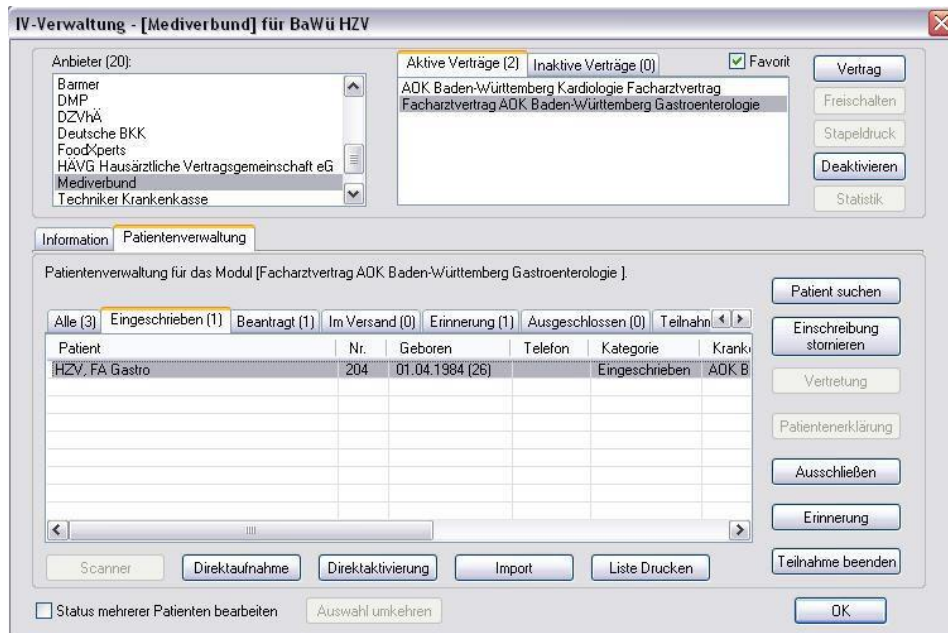 IV-Verwaltung - [Mediverbund] für BaWü HZV
Anbieter (20):
Barmer
DMP
DZVhÄ
Deutsche BKK
FoodXperts
HÄVG Hausärztliche Vertragsgemeinschaft eG
Mediverbund
Techniker Krankenkasse
Aktive Verträge (2) Inaktive Verträge (0) Favorit
AOK Baden-Württemberg Kardiologie Facharztvertrag
Facharztvertrag AOK Baden-Württemberg Gastroenterologie
Vertrag
Freischalten
Stapeldruck
Deaktivieren
Statistik
Information Patientenverwaltung
Patientenverwaltung für das Modul [Facharztvertrag AOK Baden-Württemberg Gastroenterologie ].
Alle (3) Eingeschrieben (1) Beantragt (1) Im Versand (0) Erinnerung (1) Ausgeschlossen (0) Teilnahm
Patient Nr. Geboren Telefon Kategorie Kranke
HZV, FA Gastro 204 01.04.1984 (26) Eingeschrieben AOK B
Patient suchen
Einschreibung
stornieren
Vertretung
Patientenerklärung
Ausschließen
Erinnerung
Teilnahme beenden
Scanner Direktaufnahme Direktaktivierung Import Liste Drucken
Status mehrerer Patienten bearbeiten Auswahl umkehren OK